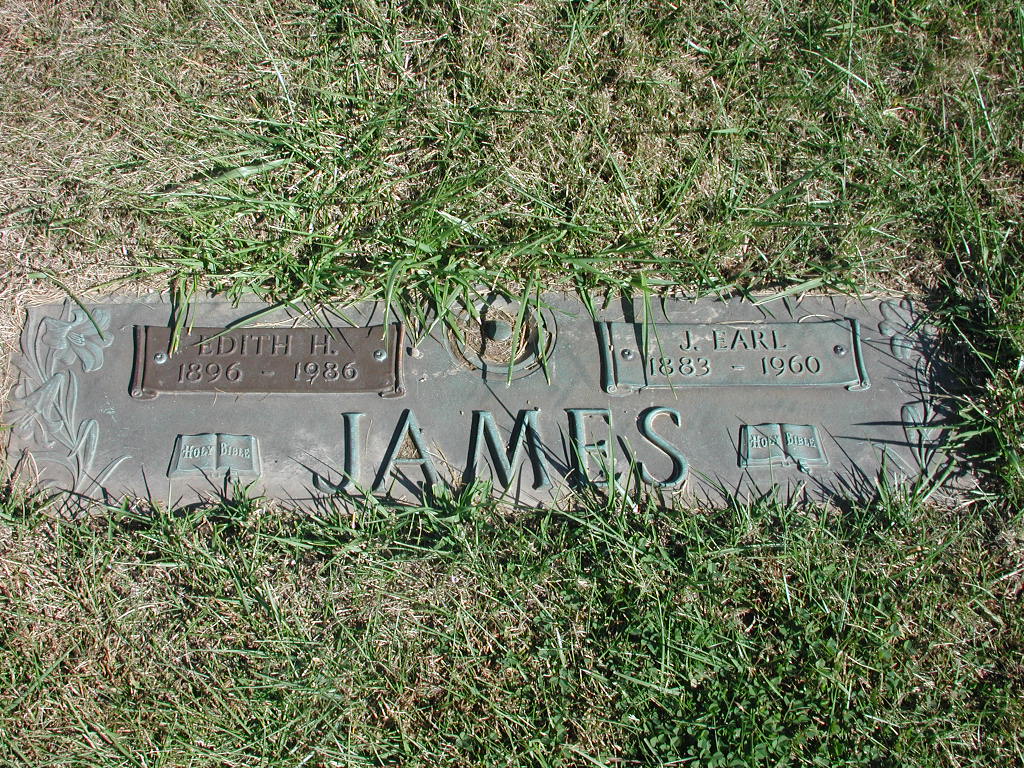 EDITH H.
1896 - 1986
J. EARL
1883 - 1960
JAMES
HOLY BIBLE
HOLY BIBLE